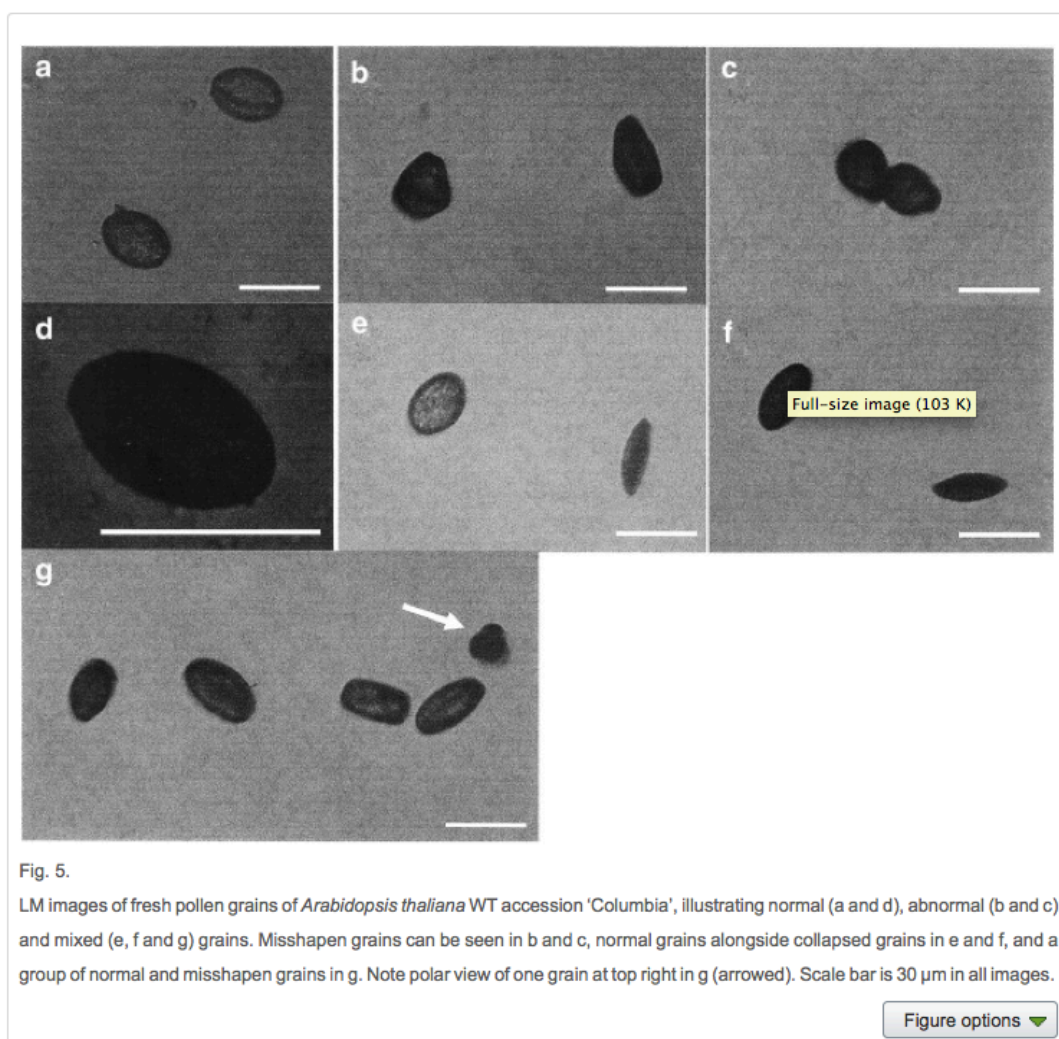 a
b
c
d
e
f
Full-size image (103 K)
g
Fig. 5.
LM images of fresh pollen grains of Arabidopsis thaliana WT accession ‘Columbia’, illustrating normal (a and d), abnormal (b and c)
and mixed (e, f and g) grains. Misshapen grains can be seen in b and c, normal grains alongside collapsed grains in e and f, and a
group of normal and misshapen grains in g. Note polar view of one grain at top right in g (arrowed). Scale bar is 30 μm in all images.
Figure options